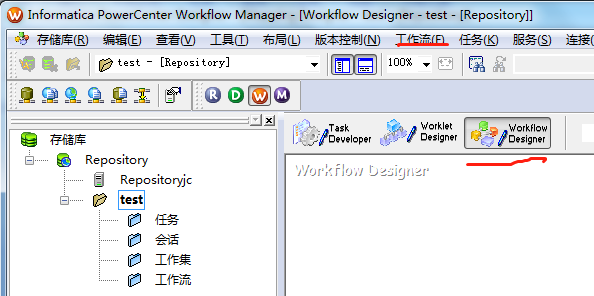 Informatica PowerCenter Workflow Manager - [Workflow Designer - test - [Repository]]
存储库(R) 编辑(E) 查看(V) 工具(T) 布局(L) 版本控制(N) 工作流(F) 任务(K) 服务(S) 连接
test - [Repository] 100%
R D W M
存储库
Repository
Repositoryjc
test
任务
会话
工作集
工作流
Task Developer
Worklet Designer
Workflow Designer
Workflow Designer